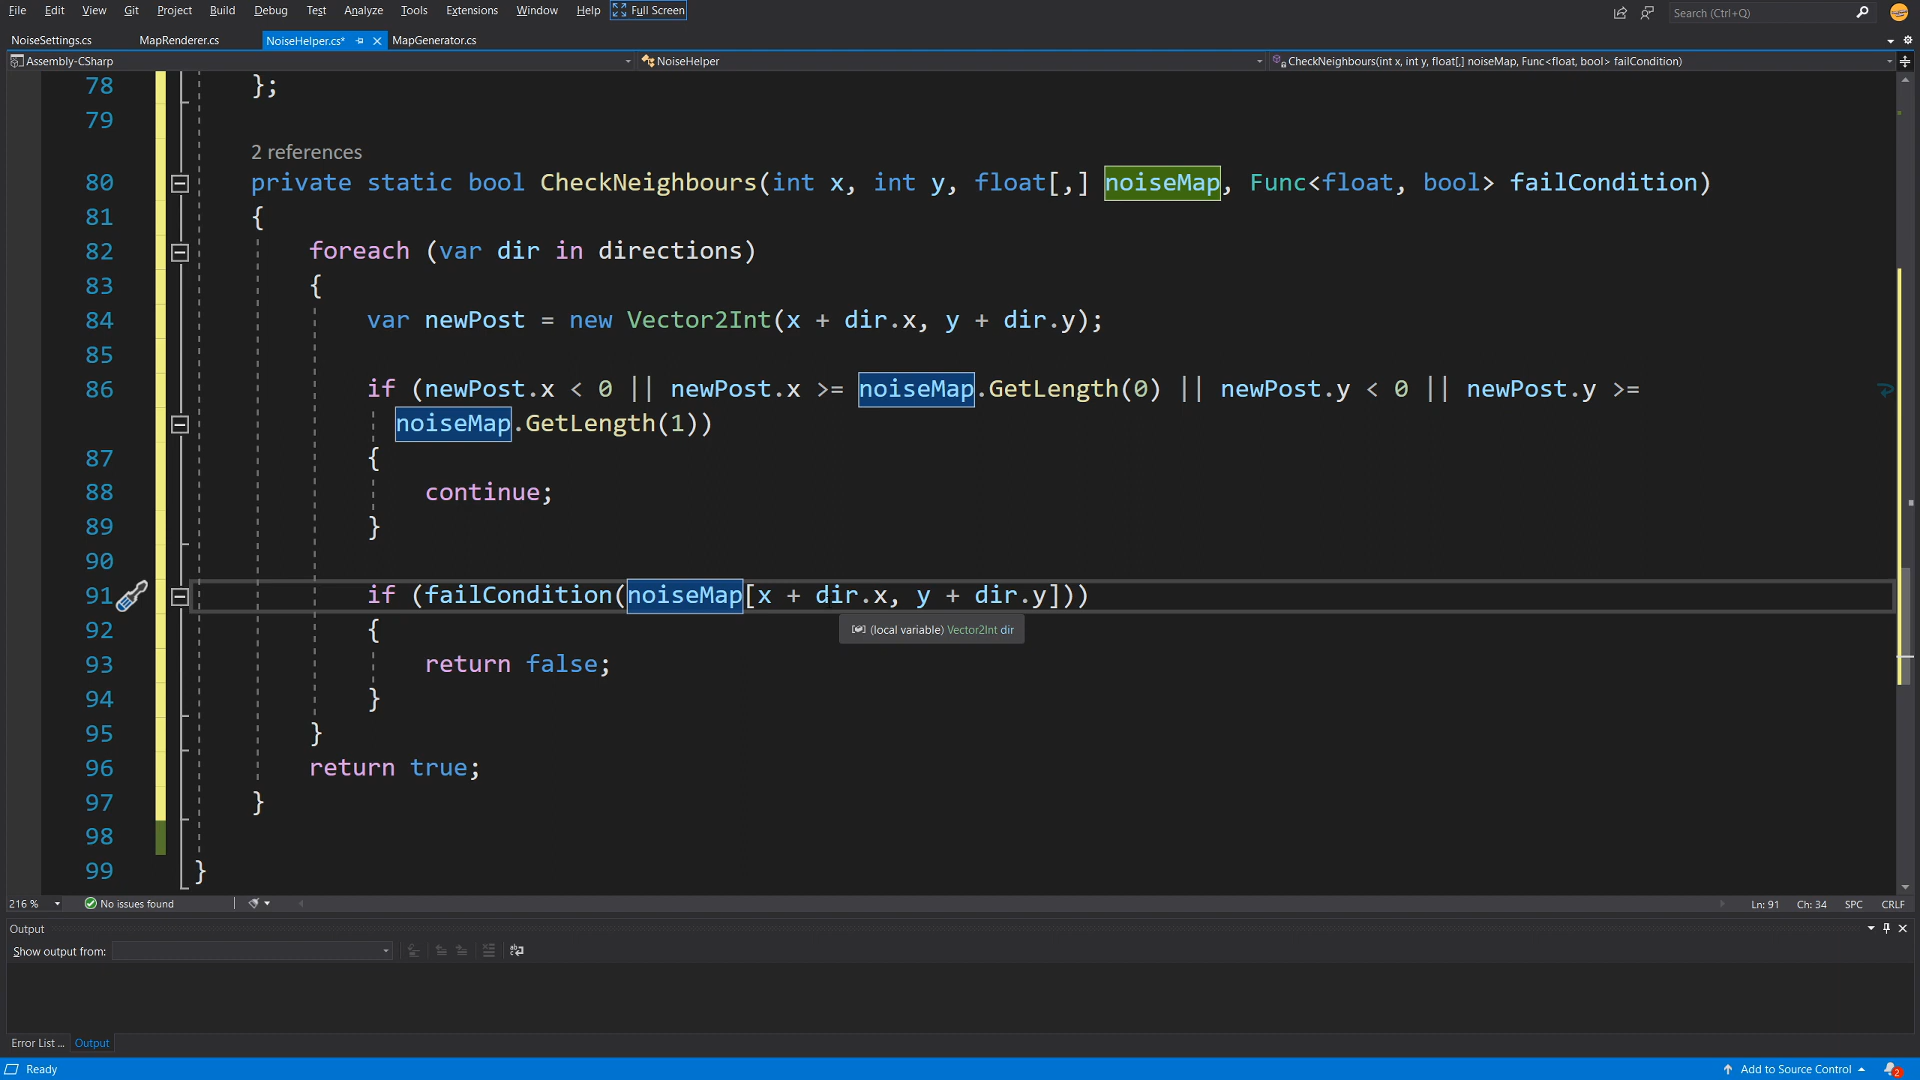 File Edit View Git Project Build Debug Test Analyze Tools Extensions Window Help Full Screen Search (Ctrl+Q)
NoiseSettings.cs MapRenderer.cs NoiseHelper.cs* MapGenerator.cs
Assembly-CSharp NoiseHelper CheckNeighbours(int x, int y, float[,] noiseMap, Func<float, bool> failCondition)
78 };
79
2 references
80 private static bool CheckNeighbours(int x, int y, float[,] noiseMap, Func<float, bool> failCondition)
81 {
82 foreach (var dir in directions)
83 {
84 var newPost = new Vector2Int(x + dir.x, y + dir.y);
85
86 if (newPost.x < 0 || newPost.x >= noiseMap.GetLength(0) || newPost.y < 0 || newPost.y >=
noiseMap.GetLength(1))
87 {
88 continue;
89 }
90
91 if (failCondition(noiseMap[x + dir.x, y + dir.y]))
92 {
(local variable) Vector2Int dir
93 return false;
94 }
95 }
96 return true;
97 }
98
99 }
216 % No issues found Ln: 91 Ch: 34 SPC CRLF
Output
Show output from:
Error List ... Output
Ready Add to Source Control 2